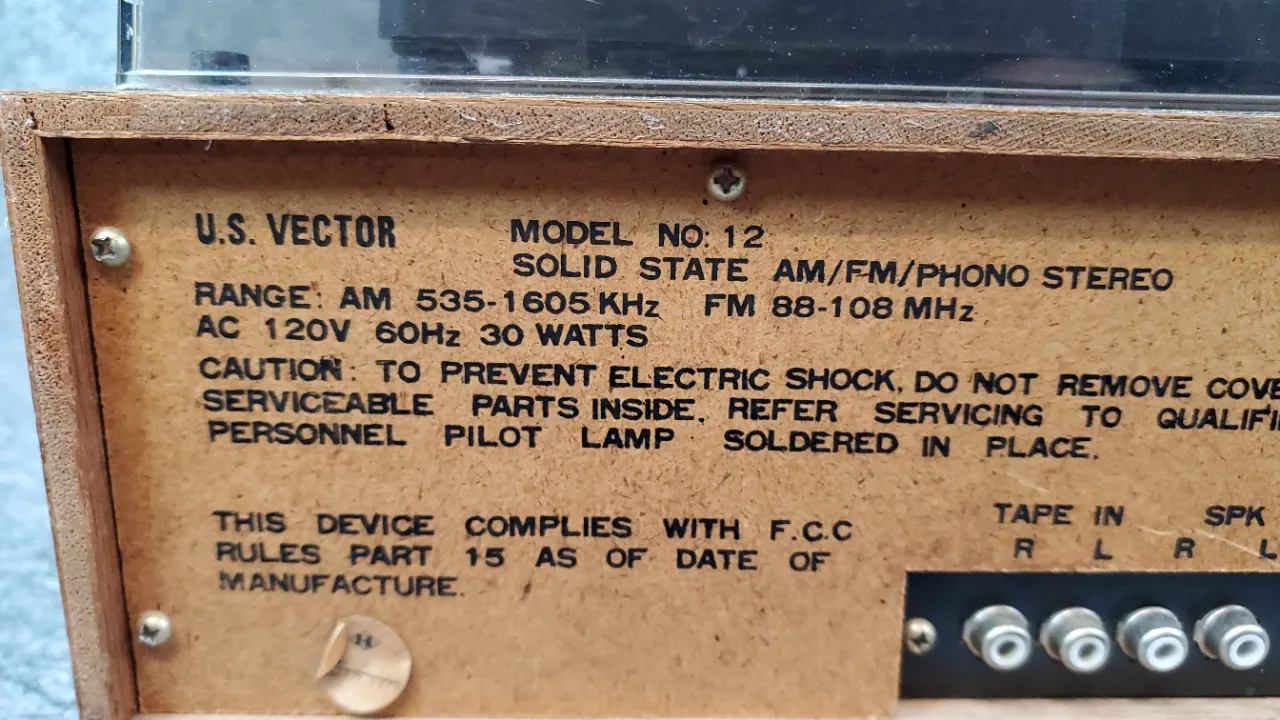 U.S. VECTOR MODEL NO: 12
SOLID STATE AM/FM/PHONO STEREO
RANGE: AM 535-1605 KHz FM 88-108 MHz
AC 120V 60Hz 30 WATTS
CAUTION: TO PREVENT ELECTRIC SHOCK, DO NOT REMOVE COVE
SERVICEABLE PARTS INSIDE. REFER SERVICING TO QUALIFI
PERSONNEL PILOT LAMP SOLDERED IN PLACE.
THIS DEVICE COMPLIES WITH F.C.C
RULES PART 15 AS OF DATE OF
MANUFACTURE.
TAPE IN SPK
R L R L